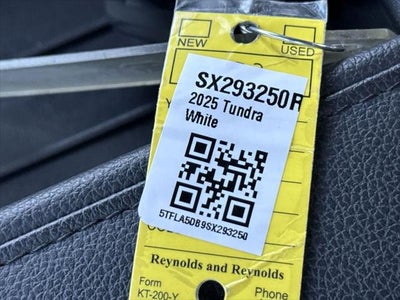 NEW USED
SX293250R
2025 Tundra
White
5TFLA5DB9SX293250
Reynolds and Reynolds
Form Phone
KT-200-Y